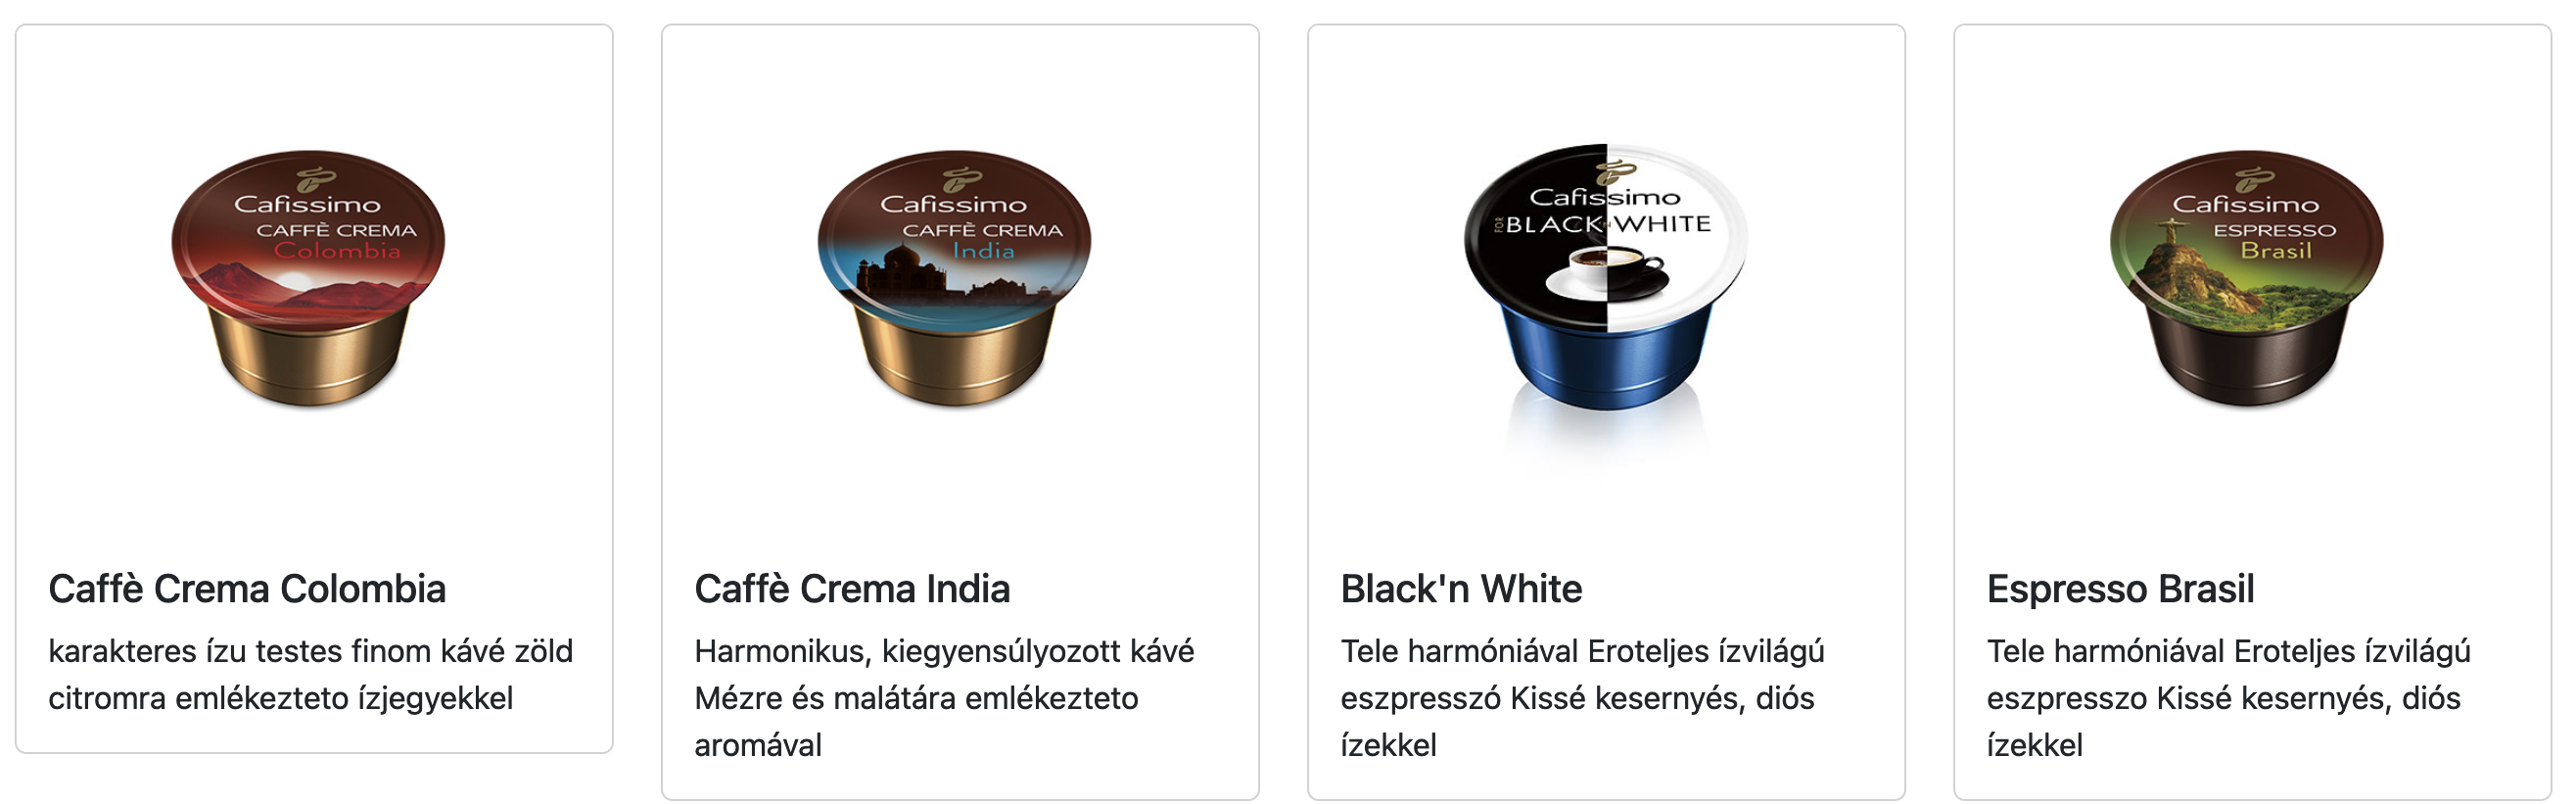 Cafissimo
CAFFÈ CREMA
Colombia
Caffè Crema Colombia
karakteres ízu testes finom kávé zöld
citromra emlékezteto ízjegyekkel
Cafissimo
CAFFÈ CREMA
India
Caffè Crema India
Harmonikus, kiegyensúlyozott kávé
Mézre és malátára emlékezteto
aromával
Cafissimo
FOR BLACK 'N WHITE
Black'n White
Tele harmóniával Eroteljes ízvilágú
eszpresszó Kissé kesernyés, diós
ízekkel
Cafissimo
ESPRESSO
Brasil
Espresso Brasil
Tele harmóniával Eroteljes ízvilágú
eszpresszo Kissé kesernyés, diós
ízekkel